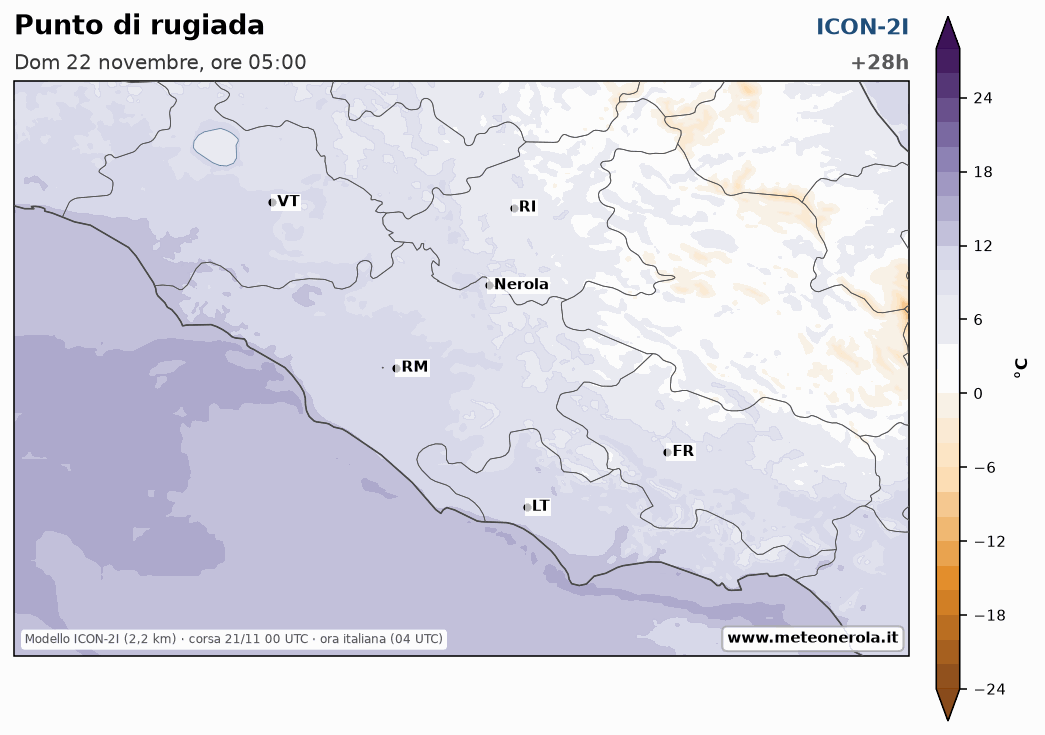 Punto di rugiada
ICON-2I
Dom 22 novembre, ore 05:00
+28h
VT
RI
Nerola
RM
FR
LT
24
18
12
6
0
−6
−12
−18
−24
°C
Modello ICON-2I (2,2 km) · corsa 21/11 00 UTC · ora italiana (04 UTC)
www.meteonerola.it